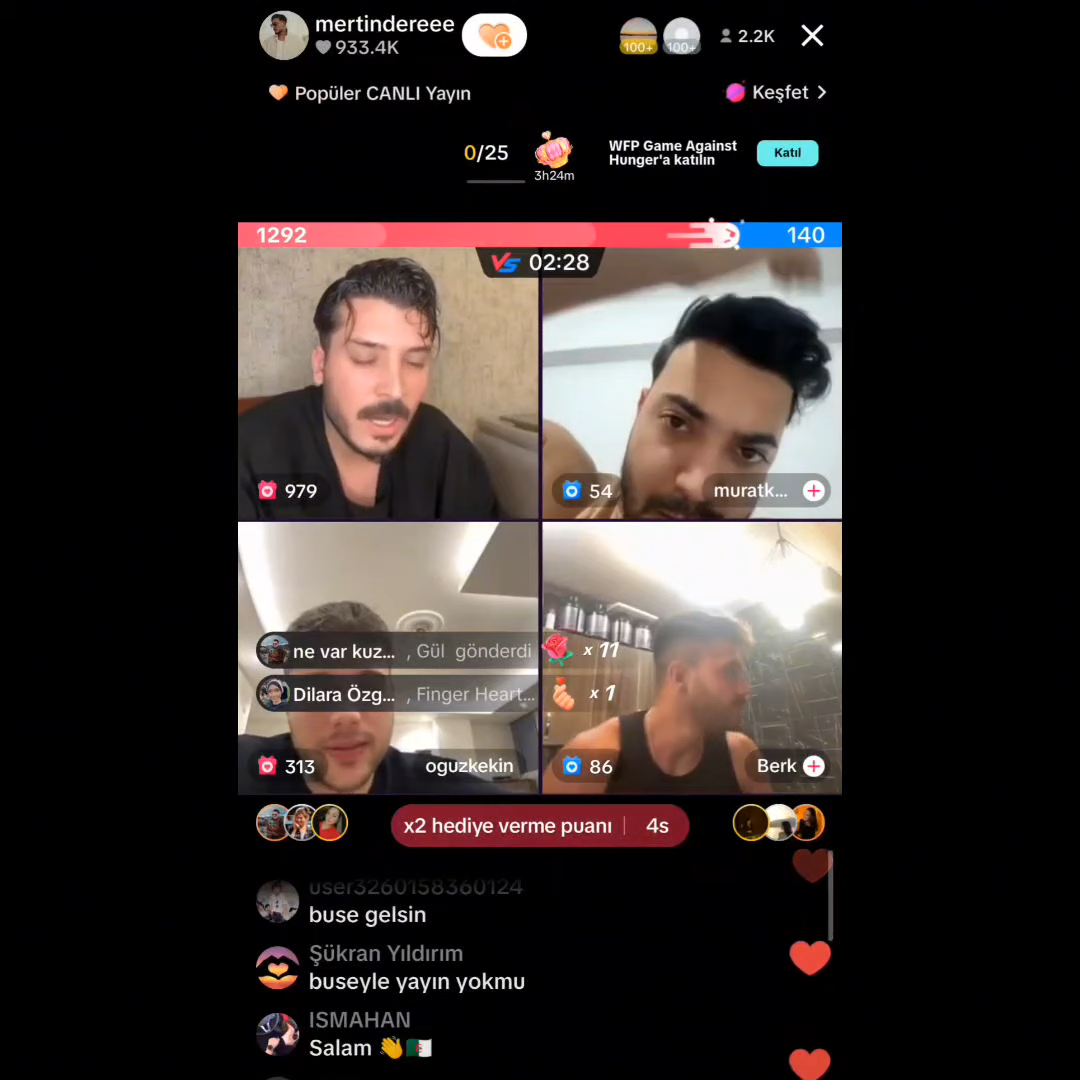 mertindereee
933.4K
100+
100+
2.2K
Popüler CANLI Yayın
Keşfet
0/25
3h24m
WFP Game Against
Hunger'a katılın
Katıl
1292
140
VS 02:28
979
54
muratk...
ne var kuz... , Gül gönderdi
x 11
Dilara Özg... , Finger Heart...
x 1
313
oguzkekin
86
Berk
x2 hediye verme puanı
4s
user3260158360124
buse gelsin
Şükran Yıldırım
buseyle yayın yokmu
ISMAHAN
Salam 👋🇩🇿